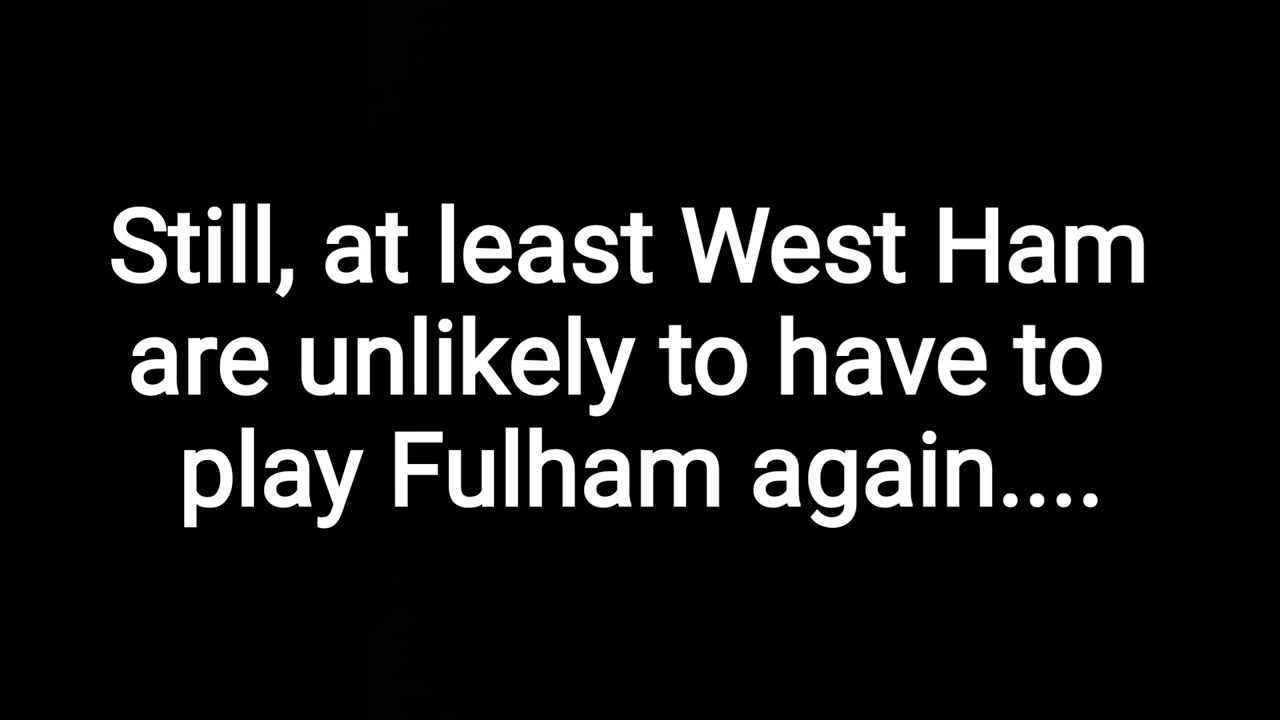 Still, at least West Ham
are unlikely to have to
play Fulham again....